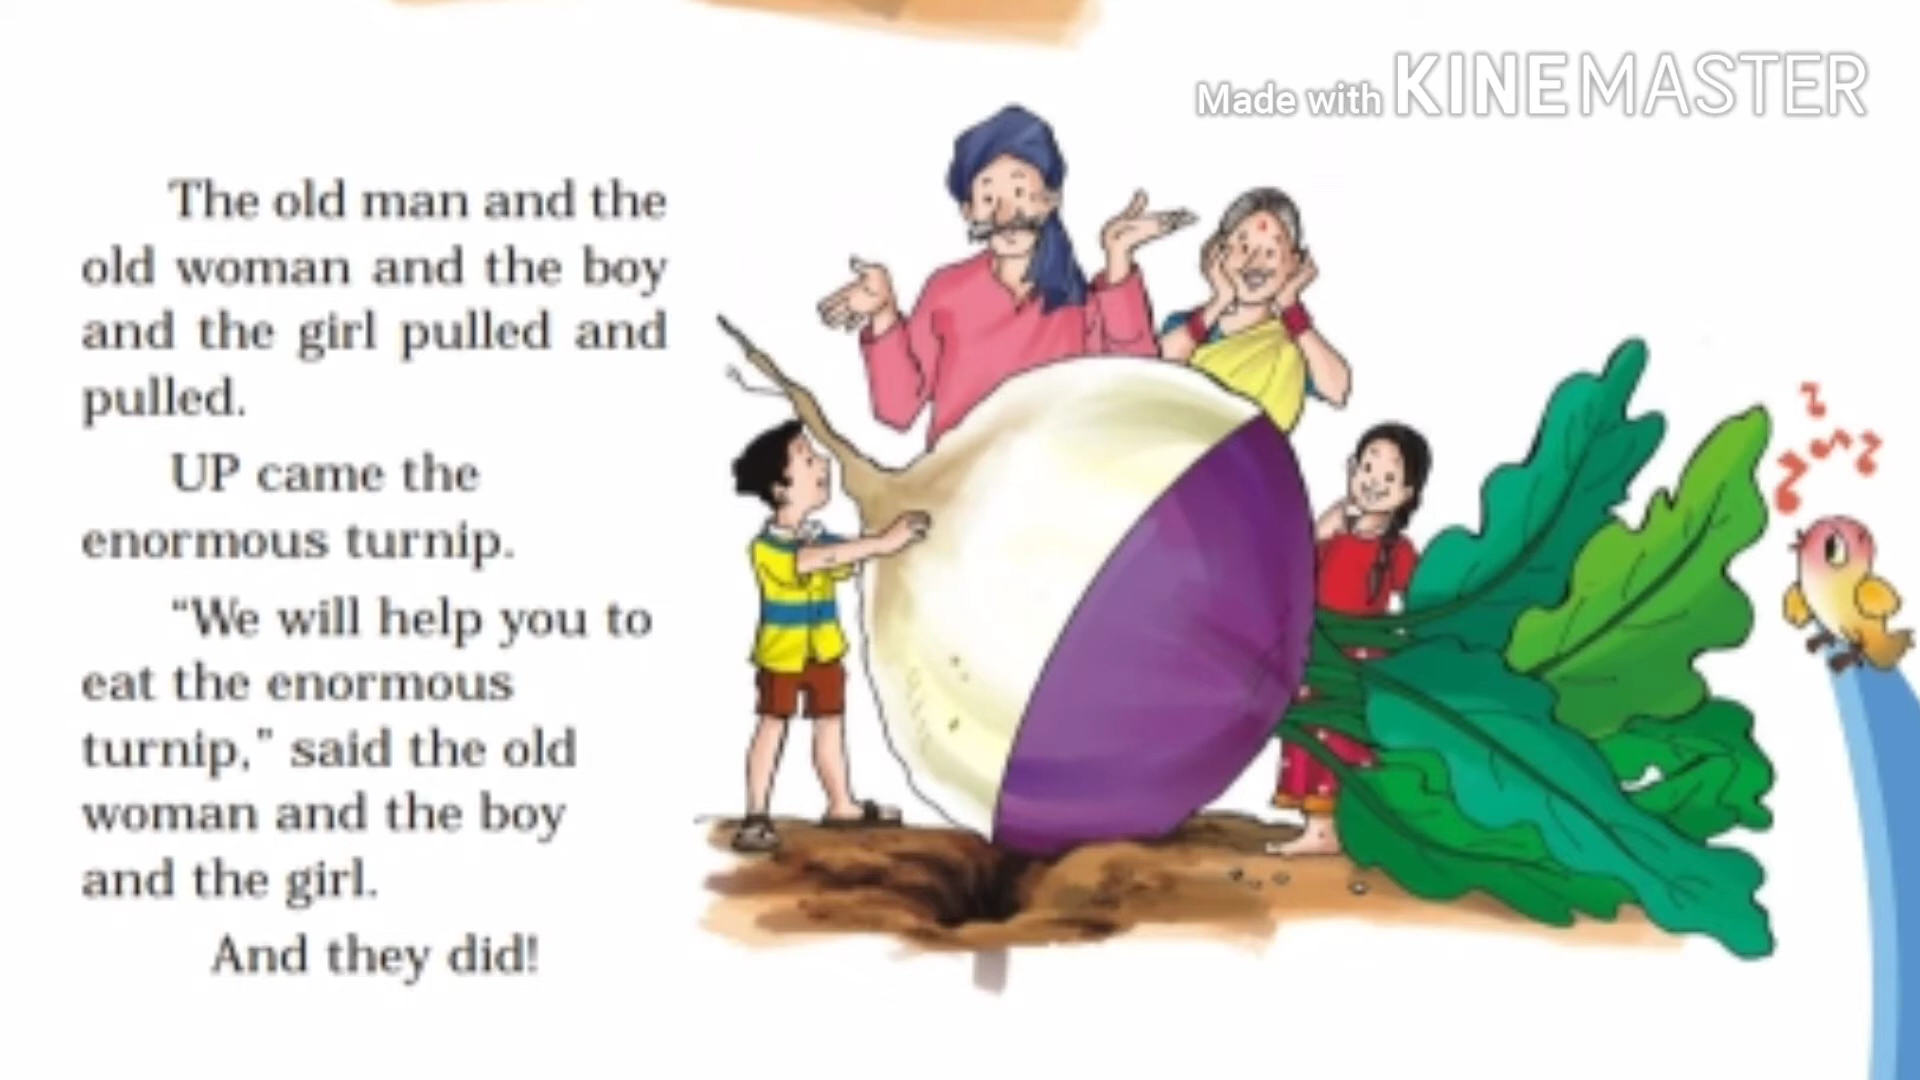 Made with KINEMASTER
The old man and the
old woman and the boy
and the girl pulled and
pulled.
UP came the
enormous turnip.
“We will help you to
eat the enormous
turnip,” said the old
woman and the boy
and the girl.
And they did!